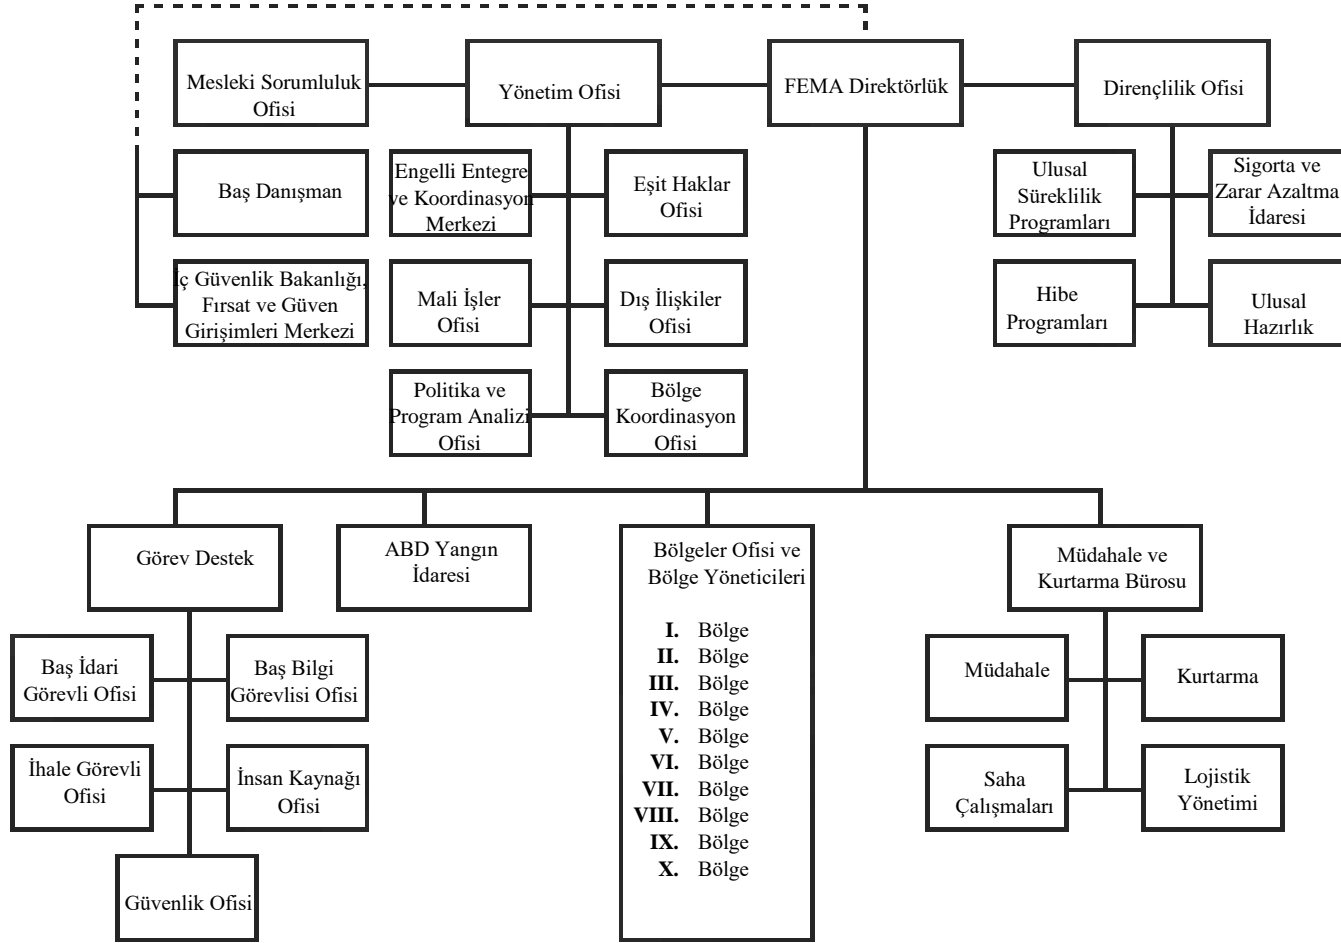 Mesleki Sorumluluk
Ofisi
Yönetim Ofisi
FEMA Direktörlük
Dirençlilik Ofisi
Baş Danışman
Engelli Entegre
ve Koordinasyon
Merkezi
Eşit Haklar
Ofisi
Ulusal
Süreklilik
Programları
Sigorta ve
Zarar Azaltma
İdaresi
İç Güvenlik Bakanlığı,
Fırsat ve Güven
Girişimleri Merkezi
Mali İşler
Ofisi
Dış İlişkiler
Ofisi
Hibe
Programları
Ulusal
Hazırlık
Politika ve
Program Analizi
Ofisi
Bölge
Koordinasyon
Ofisi
Görev Destek
ABD Yangın
İdaresi
Bölgeler Ofisi ve
Bölge Yöneticileri
I. Bölge
II. Bölge
III. Bölge
IV. Bölge
V. Bölge
VI. Bölge
VII. Bölge
VIII. Bölge
IX. Bölge
X. Bölge
Müdahale ve
Kurtarma Bürosu
Baş İdari
Görevli Ofisi
Baş Bilgi
Görevlisi Ofisi
Müdahale
Kurtarma
İhale Görevli
Ofisi
İnsan Kaynağı
Ofisi
Saha
Çalışmaları
Lojistik
Yönetimi
Güvenlik Ofisi